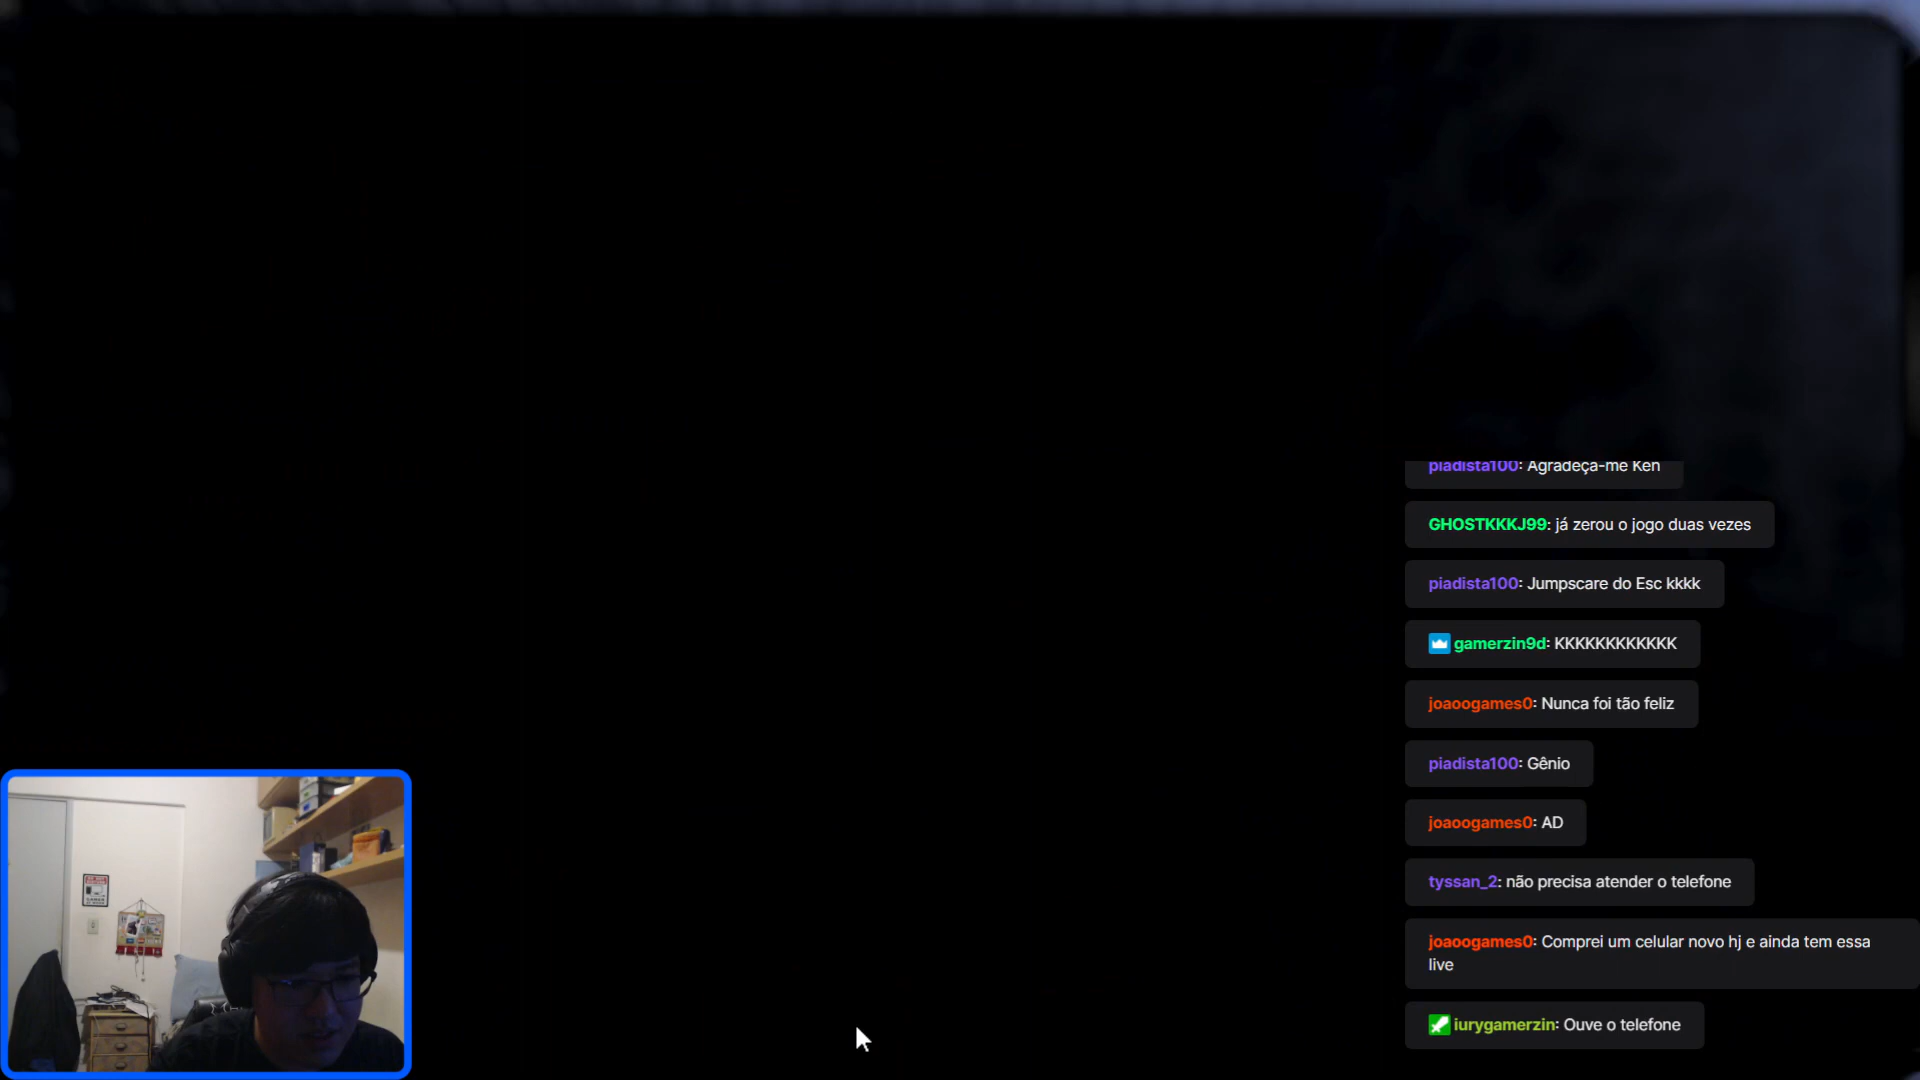 piadista100: Agradeça-me Ken
GHOSTKKKJ99: já zerou o jogo duas vezes
piadista100: Jumpscare do Esc kkkk
gamerzin9d: KKKKKKKKKKKK
joaoogames0: Nunca foi tão feliz
piadista100: Gênio
joaoogames0: AD
tyssan_2: não precisa atender o telefone
joaoogames0: Comprei um celular novo hj e ainda tem essa
live
iurygamerzin: Ouve o telefone